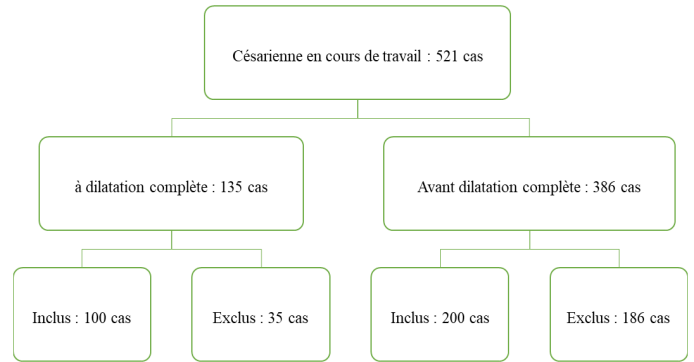 Césarienne en cours de travail : 521 cas
à dilatation complète : 135 cas
Avant dilatation complète : 386 cas
Inclus : 100 cas
Exclus : 35 cas
Inclus : 200 cas
Exclus : 186 cas